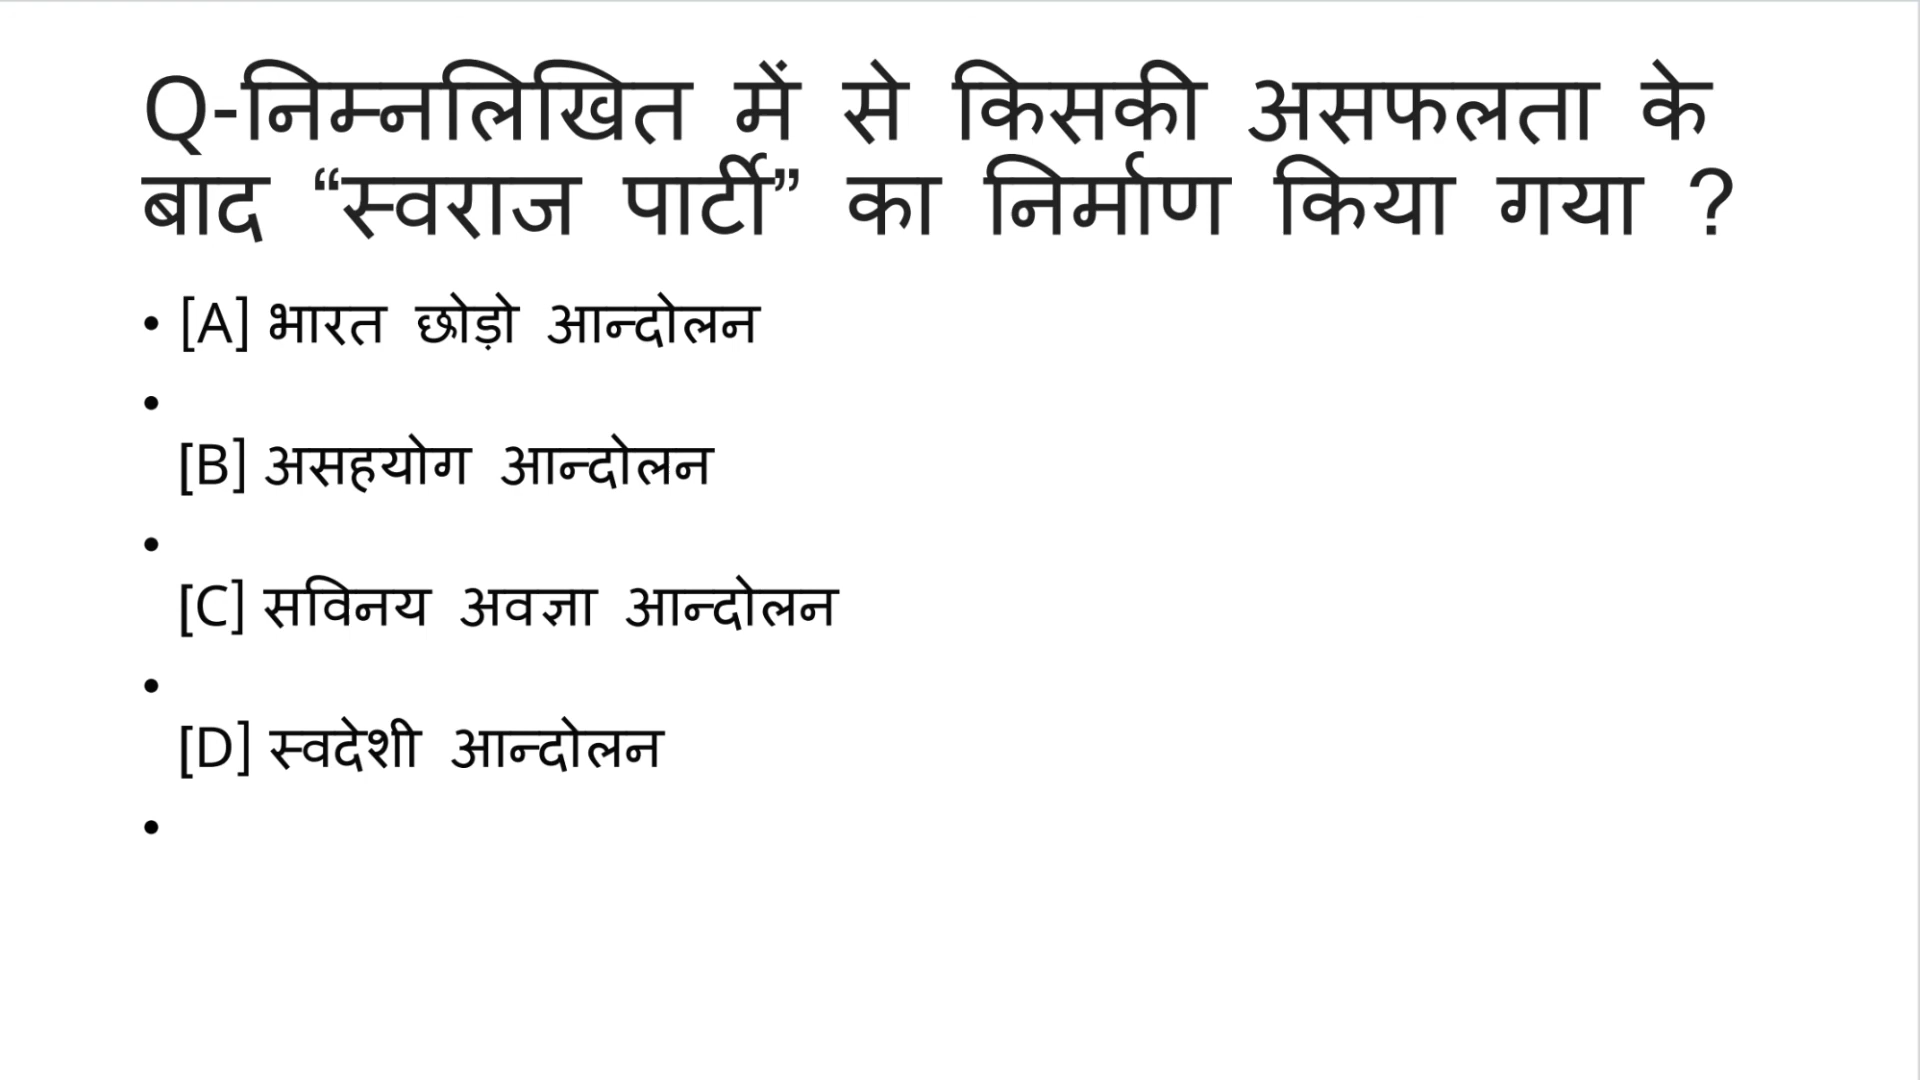 Q-निम्नलिखित में से किसकी असफलता के
बाद “स्वराज पार्टी” का निर्माण किया गया ?
• [A] भारत छोड़ो आन्दोलन
•
[B] असहयोग आन्दोलन
•
[C] सविनय अवज्ञा आन्दोलन
•
[D] स्वदेशी आन्दोलन
•